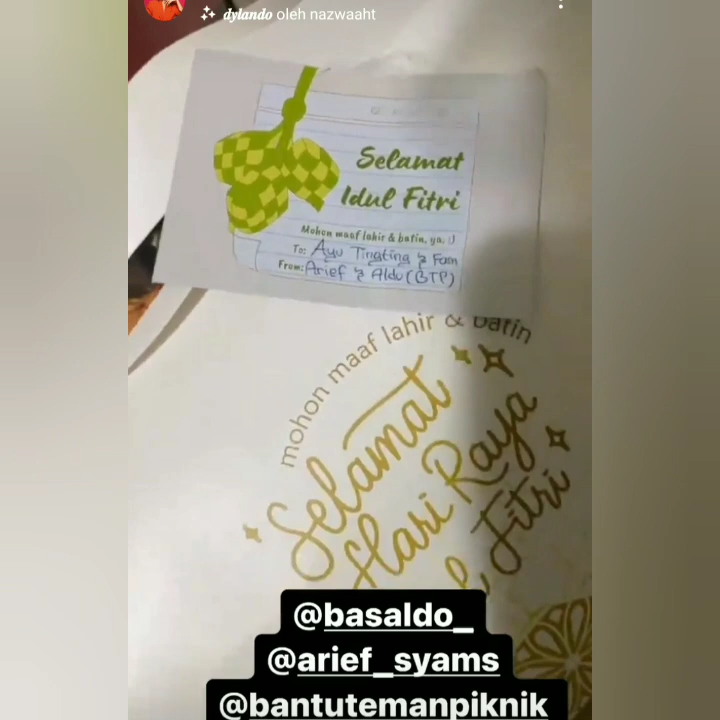 dylando oleh nazwaaht
Selamat
Idul Fitri
Mohon maaf lahir & batin, ya. :)
To: Ayu Tingting & Fam
From: Arief & Aldo (BTP)
mohon maaf lahir & batin
Selamat
Hari Raya
Fitri
@basaldo_
@arief_syams
@bantutemanpiknik